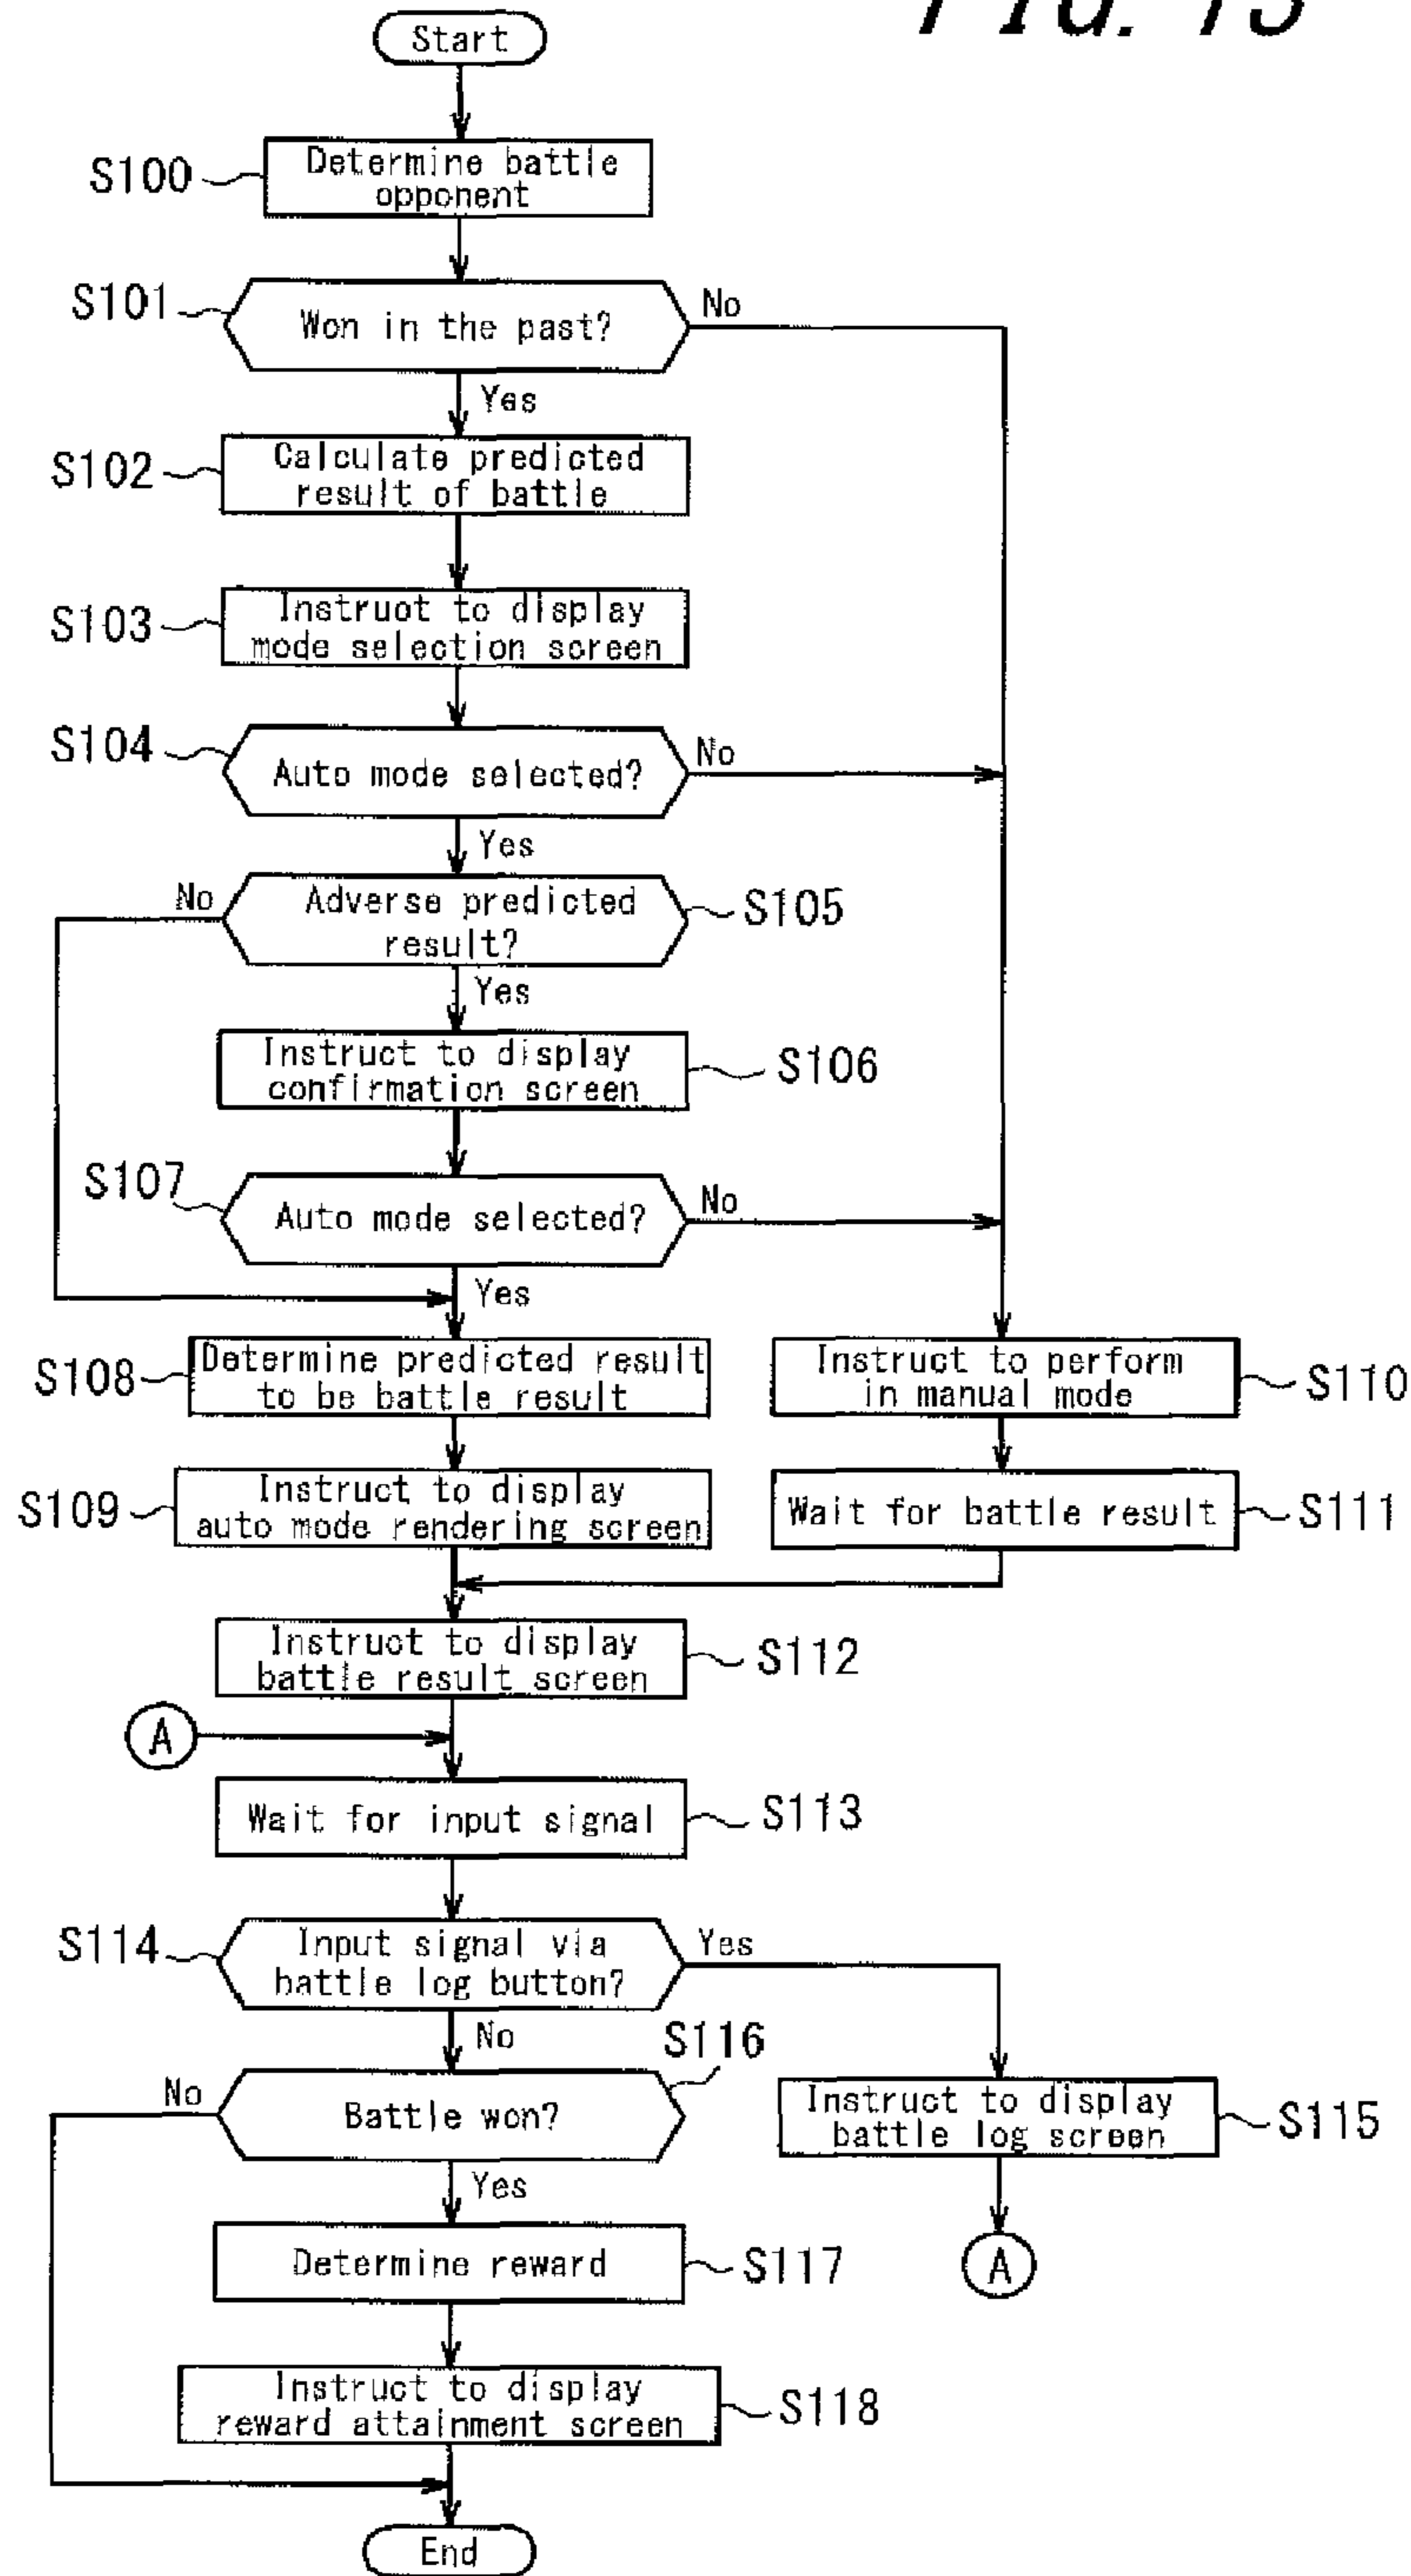 FIG. 13
Start
S100
Determine battle
opponent
S101
Won in the past?
No
Yes
S102
Calculate predicted
result of battle
S103
Instruct to display
mode selection screen
S104
Auto mode selected?
No
Yes
No
Adverse predicted
result?
S105
Yes
Instruct to display
confirmation screen
S106
S107
Auto mode selected?
No
Yes
S108
Determine predicted result
to be battle result
Instruct to perform
in manual mode
S110
S109
Instruct to display
auto mode rendering screen
Wait for battle result
S111
Instruct to display
battle result screen
S112
A
Wait for input signal
S113
S114
Input signal via
battle log button?
Yes
No
S116
No
Battle won?
Instruct to display
battle log screen
S115
Yes
Determine reward
S117
A
Instruct to display
reward attainment screen
S118
End